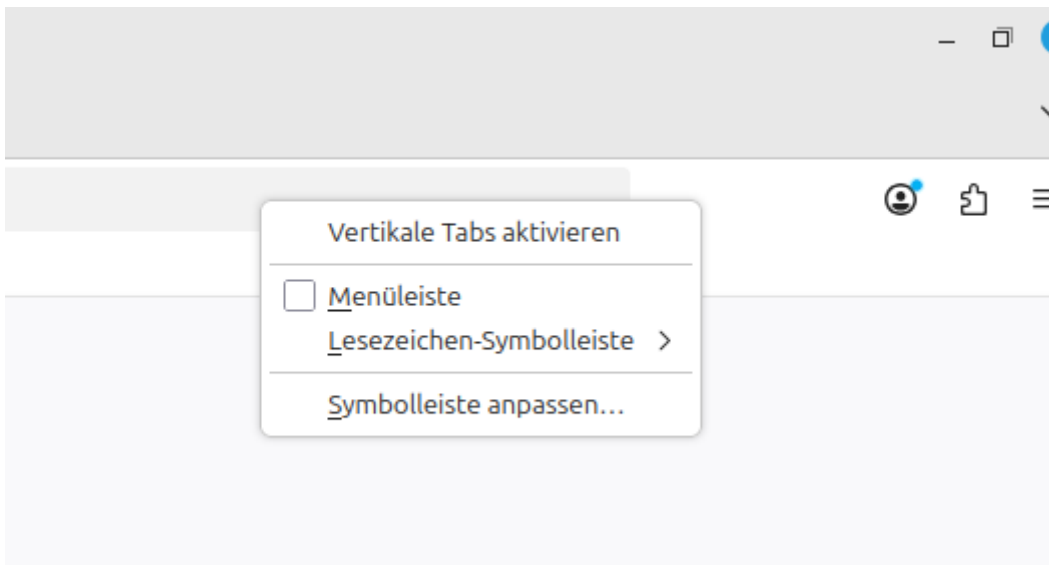 Vertikale Tabs aktivieren
Menüleiste
Lesezeichen-Symbolleiste
Symbolleiste anpassen…